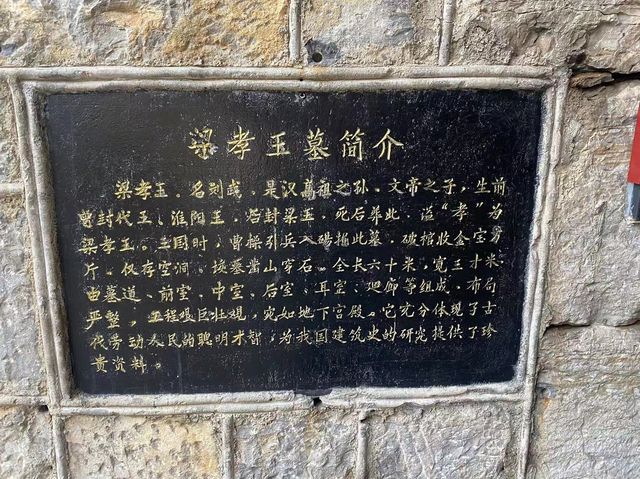 梁孝王墓简介
梁孝王。名刘武，是汉高祖之孙。文帝之子，生前
曾封代王、淮阳王。后封梁王，死后葬此。谥“孝”为
梁孝王。三国时，曹操引兵入砀掘此墓。破棺收金宝万
斤。仅存空洞。该墓凿山穿石。全长六十米，宽三十米
由墓道、前室、中室、后室、耳室、迴廊等组成。布局
严整，工程艰巨壮观，宛如地下宫殿。它充分体现了古
代劳动人民的聪明才智，为我国建筑史的研究提供了珍
贵资料。